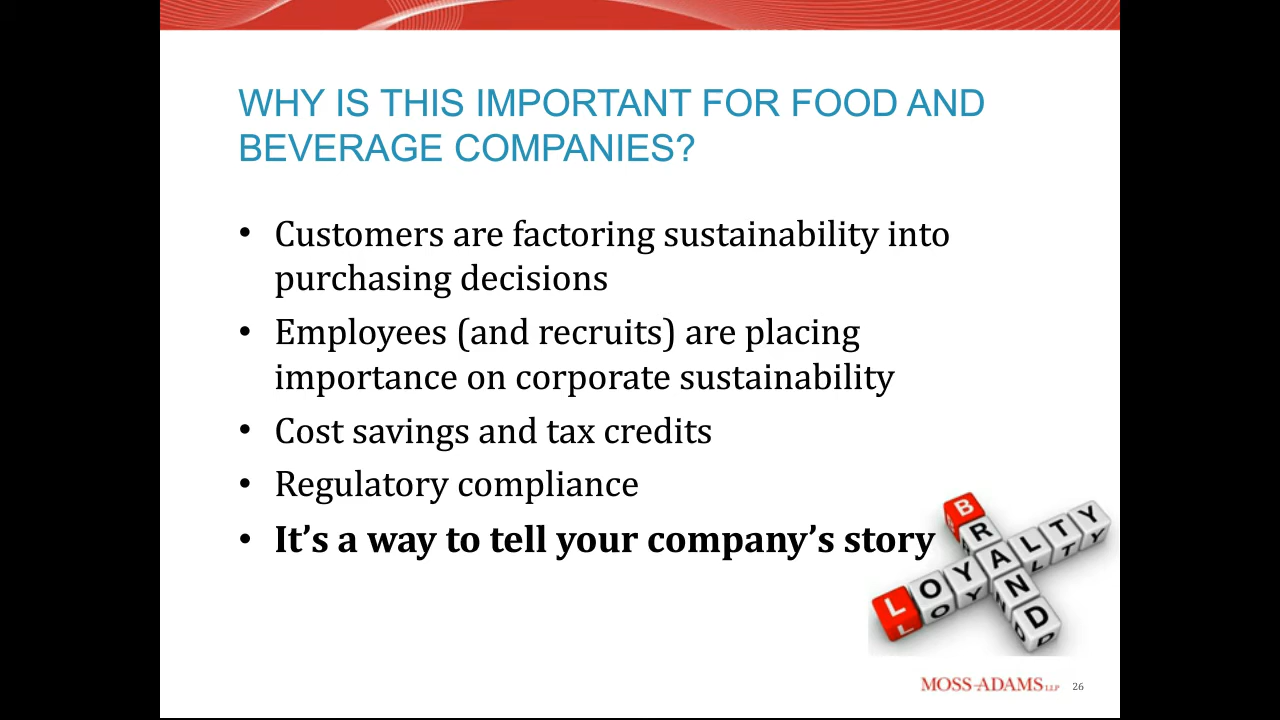 WHY IS THIS IMPORTANT FOR FOOD AND
BEVERAGE COMPANIES?
• Customers are factoring sustainability into
purchasing decisions
• Employees (and recruits) are placing
importance on corporate sustainability
• Cost savings and tax credits
• Regulatory compliance
• It’s a way to tell your company’s story
BRAND
LOYALTY
MOSS-ADAMS LLP 26